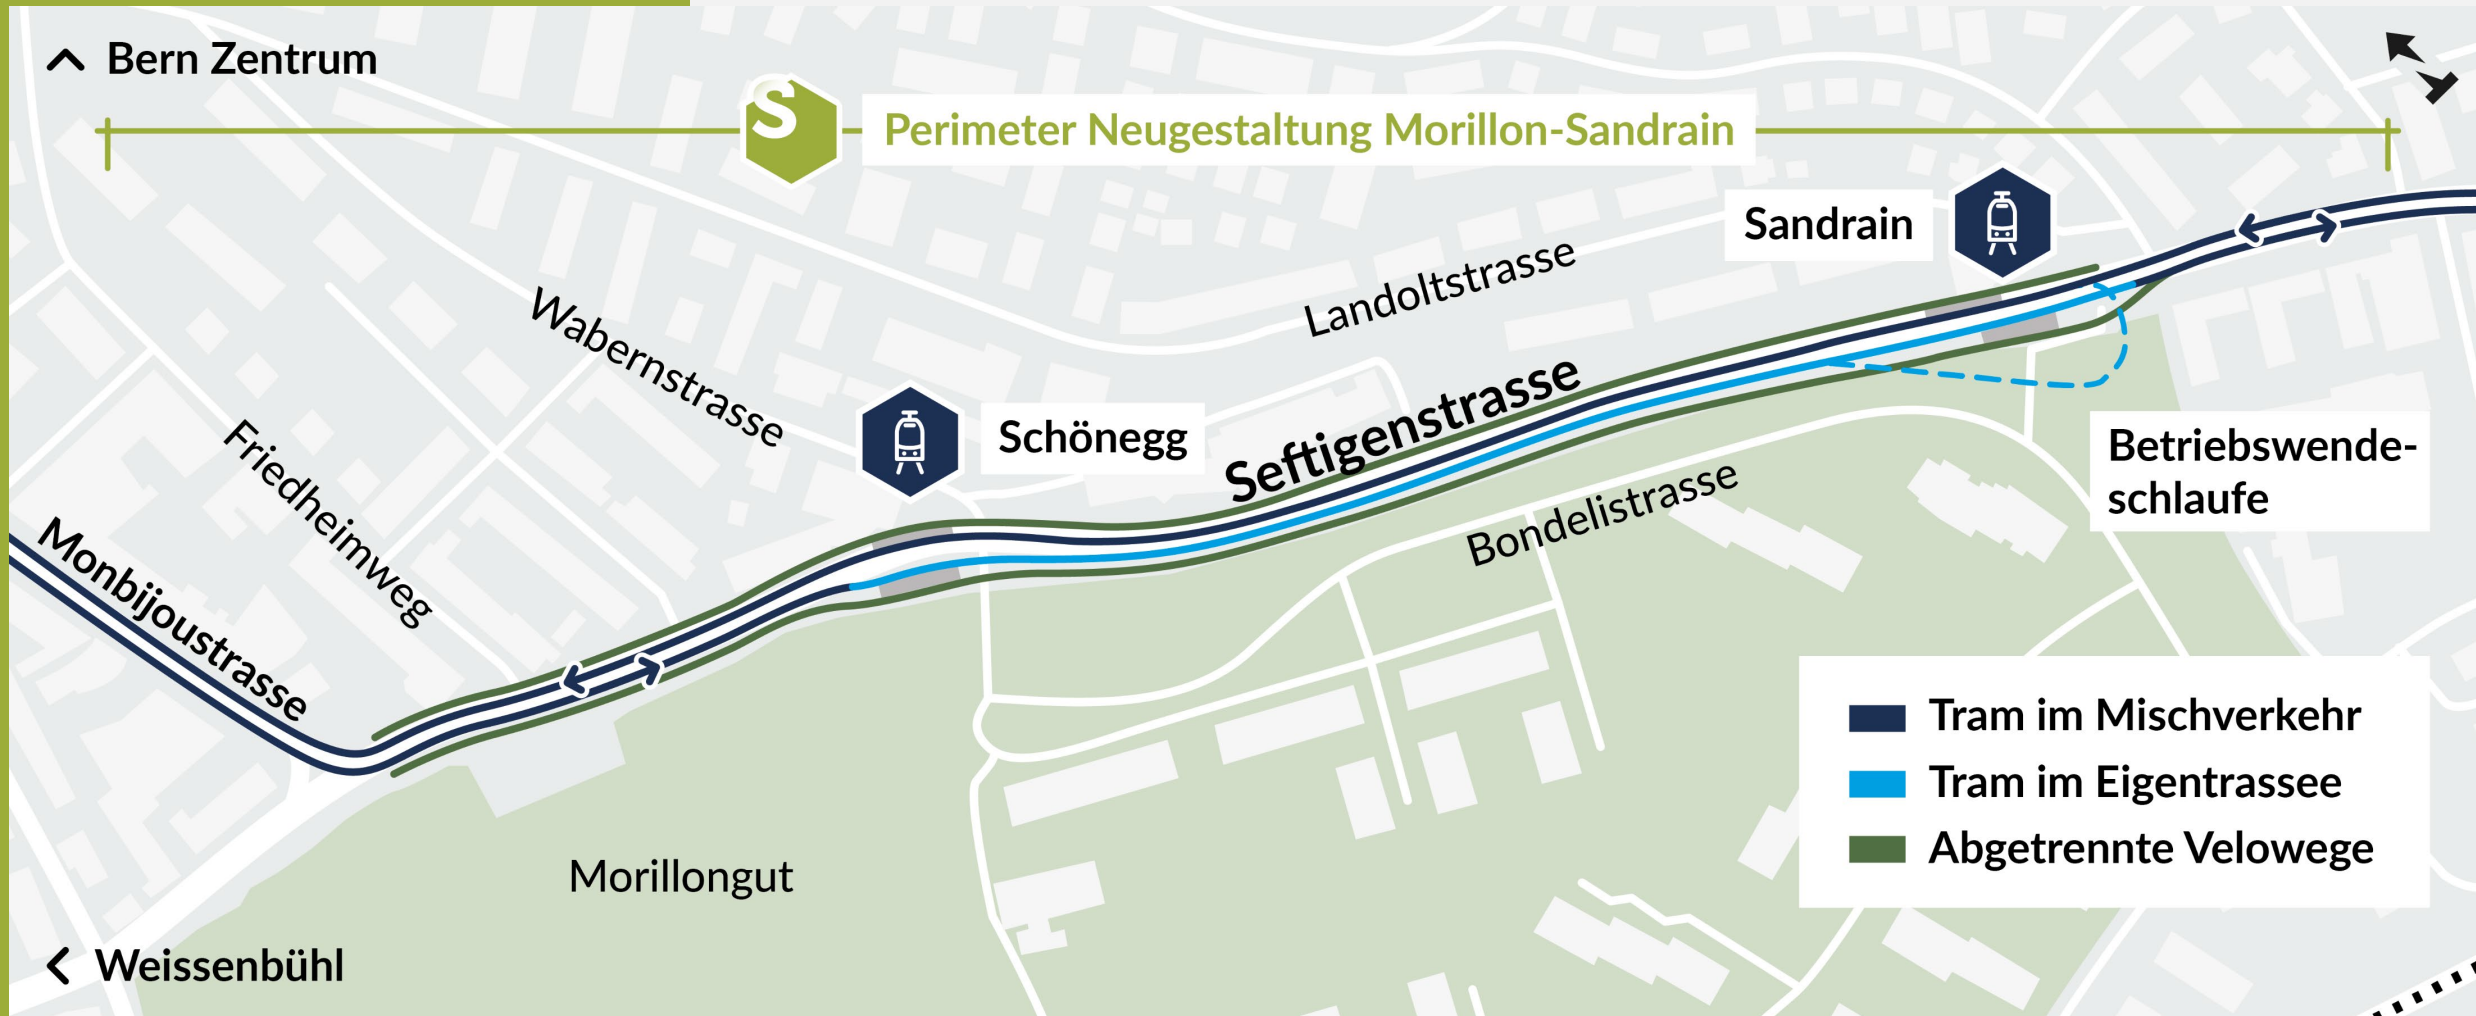 Bern Zentrum
S
Perimeter Neugestaltung Morillon-Sandrain
Sandrain
Landoltstrasse
Wabernstrasse
Schönegg
Seftigenstrasse
Friedheimweg
Bondelistrasse
Betriebswende-
schlaufe
Monbijoustrasse
Tram im Mischverkehr
Tram im Eigentrassee
Abgetrennte Velowege
Morillongut
Weissenbühl